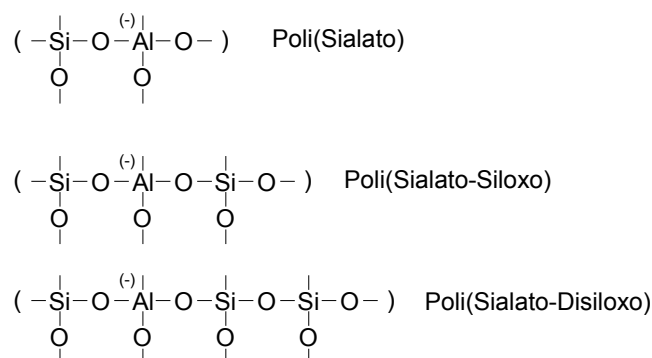 (-)
( –Si–O–Al–O– ) Poli(Sialato)
O O
(-)
( –Si–O–Al–O–Si–O– ) Poli(Sialato-Siloxo)
O O O
(-)
( –Si–O–Al–O–Si–O–Si–O– ) Poli(Sialato-Disiloxo)
O O O O